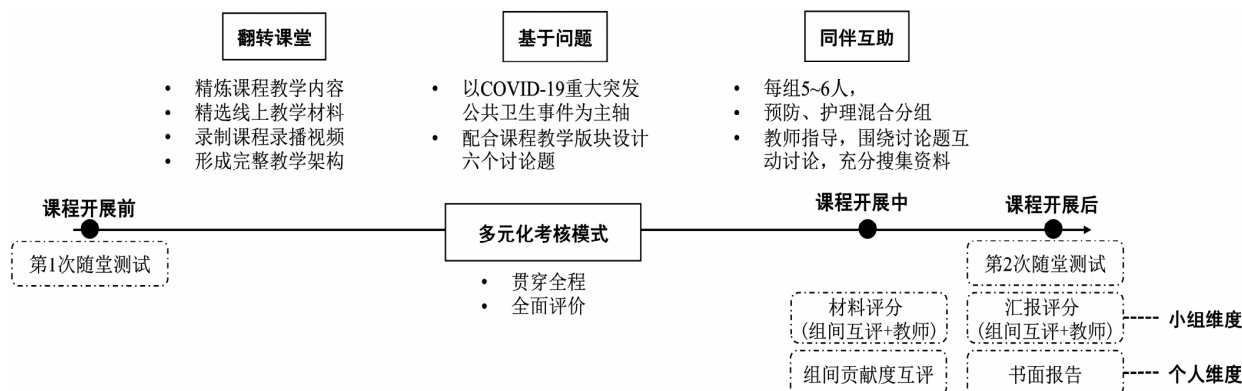 翻转课堂
基于问题
同伴互助
• 精炼课程教学内容
• 精选线上教学材料
• 录制课程录播视频
• 形成完整教学架构
• 以COVID-19重大突发
公共卫生事件为主轴
• 配合课程教学版块设计
六个讨论题
• 每组5~6人，
• 预防、护理混合分组
• 教师指导，围绕讨论题互
动讨论，充分搜集资料
课程开展前
课程开展中
课程开展后
多元化考核模式
第1次随堂测试
• 贯穿全程
• 全面评价
第2次随堂测试
材料评分
(组间互评+教师)
汇报评分
(组间互评+教师)
小组维度
组间贡献度互评
书面报告
个人维度